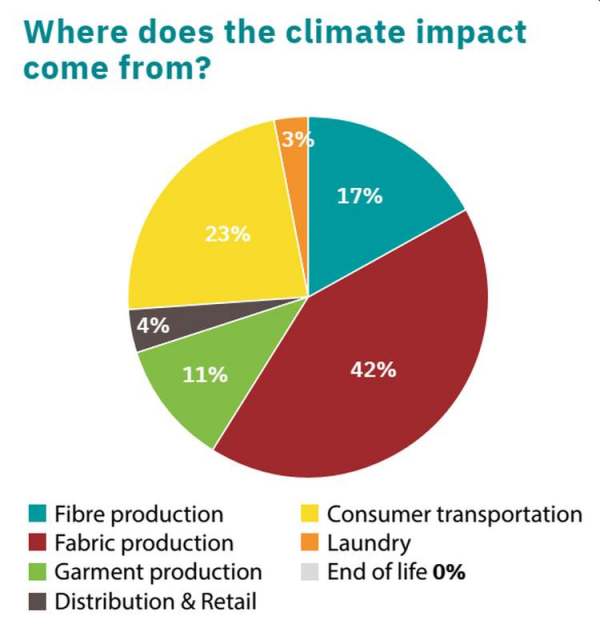 Where does the climate impact
come from?
3%
17%
23%
4%
11%
42%
Fibre production
Fabric production
Garment production
Distribution & Retail
Consumer transportation
Laundry
End of life 0%